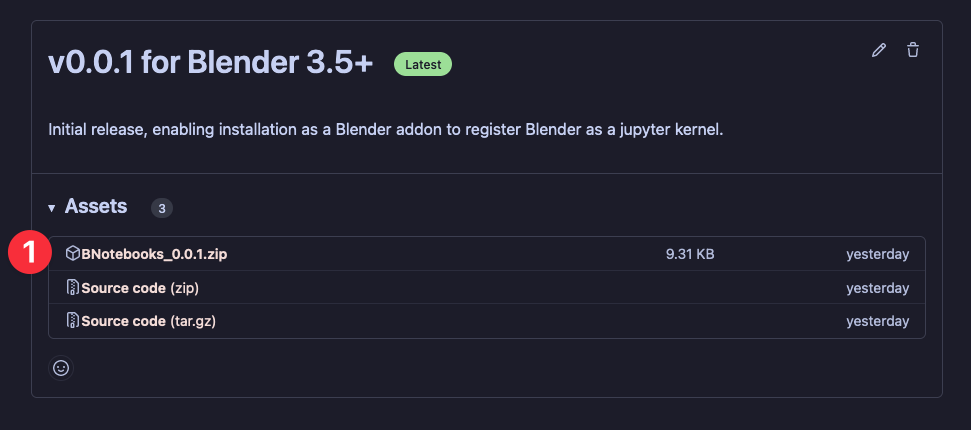 v0.0.1 for Blender 3.5+ Latest
Initial release, enabling installation as a Blender addon to register Blender as a jupyter kernel.
Assets 3
1 BNotebooks_0.0.1.zip 9.31 KB yesterday
Source code (zip) yesterday
Source code (tar.gz) yesterday